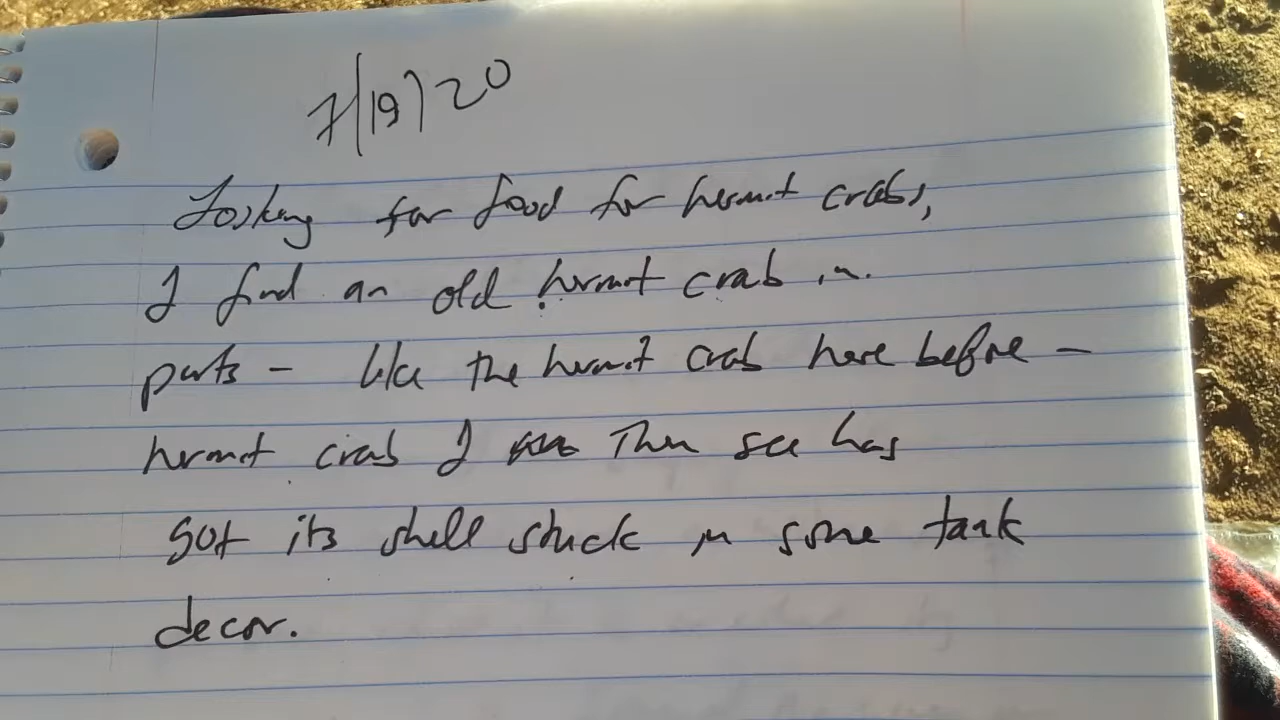 7/19/20
Looking for food for hermit crabs,
I find an old hermit crab in
parts - like the hermit crab here before -
hermit crab I then see has
got its shell stuck in some tank
decor.